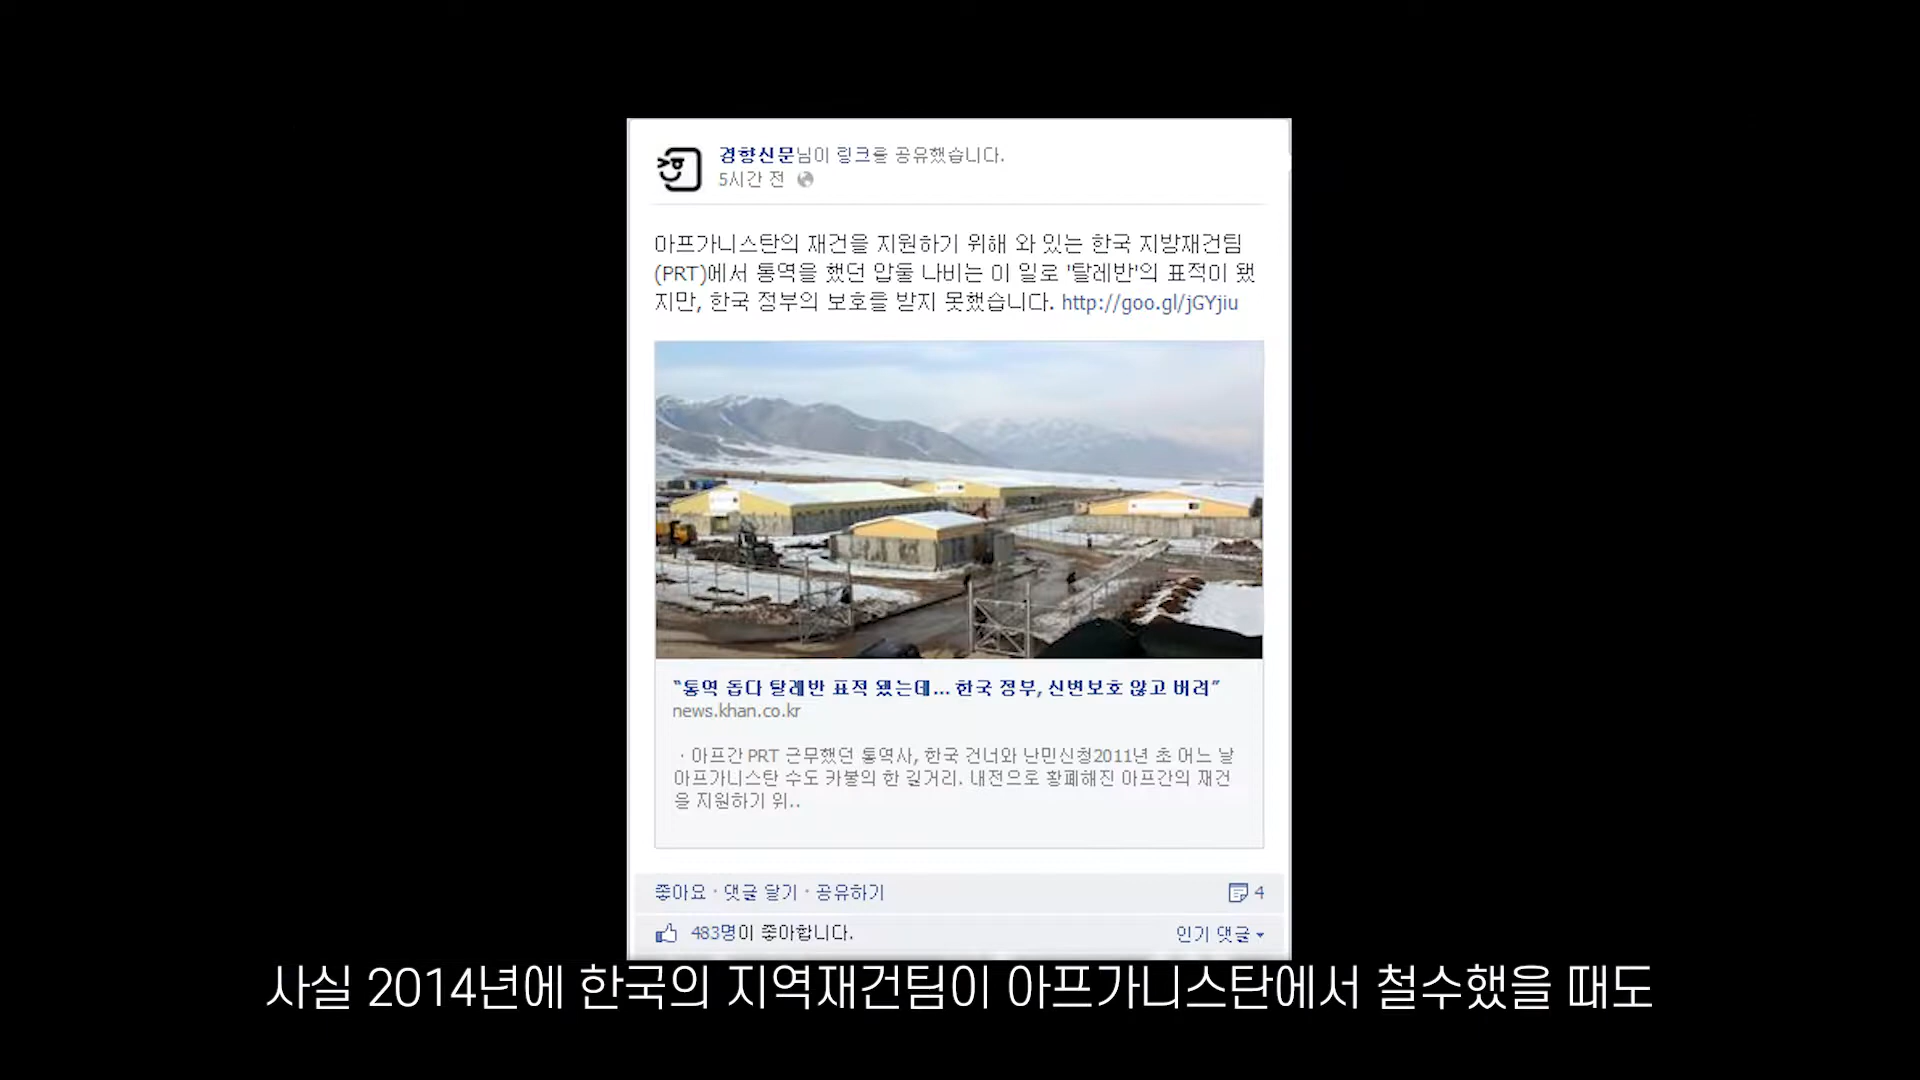 경향신문님이 링크를 공유했습니다.
5시간 전
아프가니스탄의 재건을 지원하기 위해 와 있는 한국 지방재건팀
(PRT)에서 통역을 했던 압둘 나비는 이 일로 '탈레반'의 표적이 됐
지만, 한국 정부의 보호를 받지 못했습니다. http://goo.gl/jGYjiu
“통역 돕다 탈레반 표적 됐는데... 한국 정부, 신변보호 않고 버려”
news.khan.co.kr
· 아프간 PRT 근무했던 통역사, 한국 건너와 난민신청2011년 초 어느 날
아프가니스탄 수도 카불의 한 길거리. 내전으로 황폐해진 아프간의 재건
을 지원하기 위..
좋아요 · 댓글 달기 · 공유하기
4
483명이 좋아합니다.
인기 댓글
사실 2014년에 한국의 지역재건팀이 아프가니스탄에서 철수했을 때도